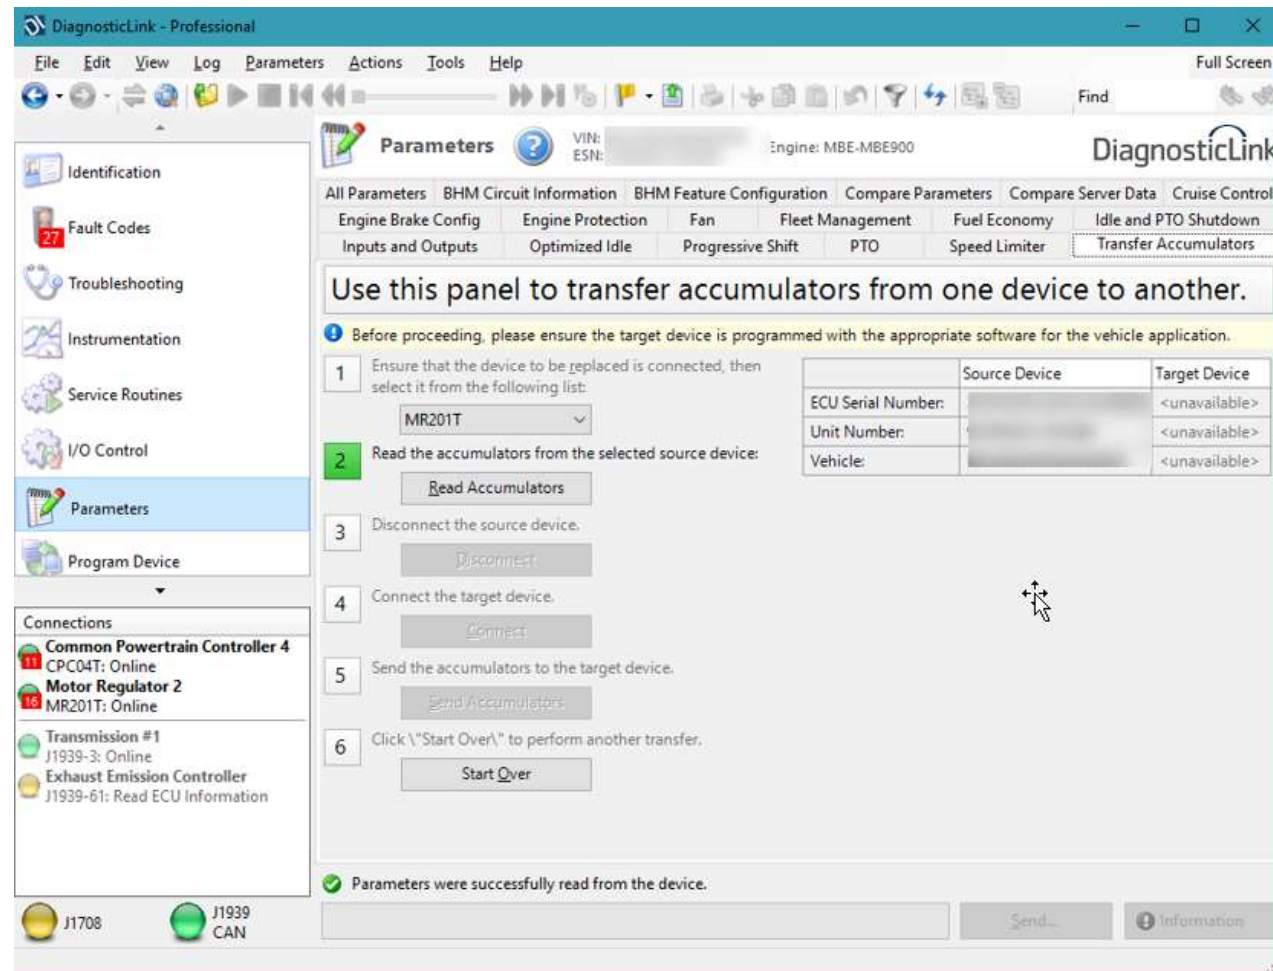 DiagnosticLink - Professional
File Edit View Log Parameters Actions Tools Help Full Screen
Find
Identification
27
Fault Codes
Troubleshooting
Instrumentation
Service Routines
I/O Control
Parameters
Program Device
Connections
Common Powertrain Controller 4
11
CPC04T: Online
Motor Regulator 2
16
MR201T: Online
Transmission #1
J1939-3: Online
Exhaust Emission Controller
J1939-61: Read ECU Information
J1708
J1939
CAN
Parameters
VIN:
ESN:
Engine: MBE-MBE900
DiagnosticLink
All Parameters BHM Circuit Information BHM Feature Configuration Compare Parameters Compare Server Data Cruise Control
Engine Brake Config Engine Protection Fan Fleet Management Fuel Economy Idle and PTO Shutdown
Inputs and Outputs Optimized Idle Progressive Shift PTO Speed Limiter Transfer Accumulators
Use this panel to transfer accumulators from one device to another.
Before proceeding, please ensure the target device is programmed with the appropriate software for the vehicle application.
1 Ensure that the device to be replaced is connected, then
select it from the following list:
MR201T
2 Read the accumulators from the selected source device:
Read Accumulators
3 Disconnect the source device.
Disconnect
4 Connect the target device.
Connect
5 Send the accumulators to the target device.
Send Accumulators
6 Click \"Start Over\" to perform another transfer.
Start Over
Source Device Target Device
ECU Serial Number: <unavailable>
Unit Number: <unavailable>
Vehicle: <unavailable>
Parameters were successfully read from the device.
Send... Information